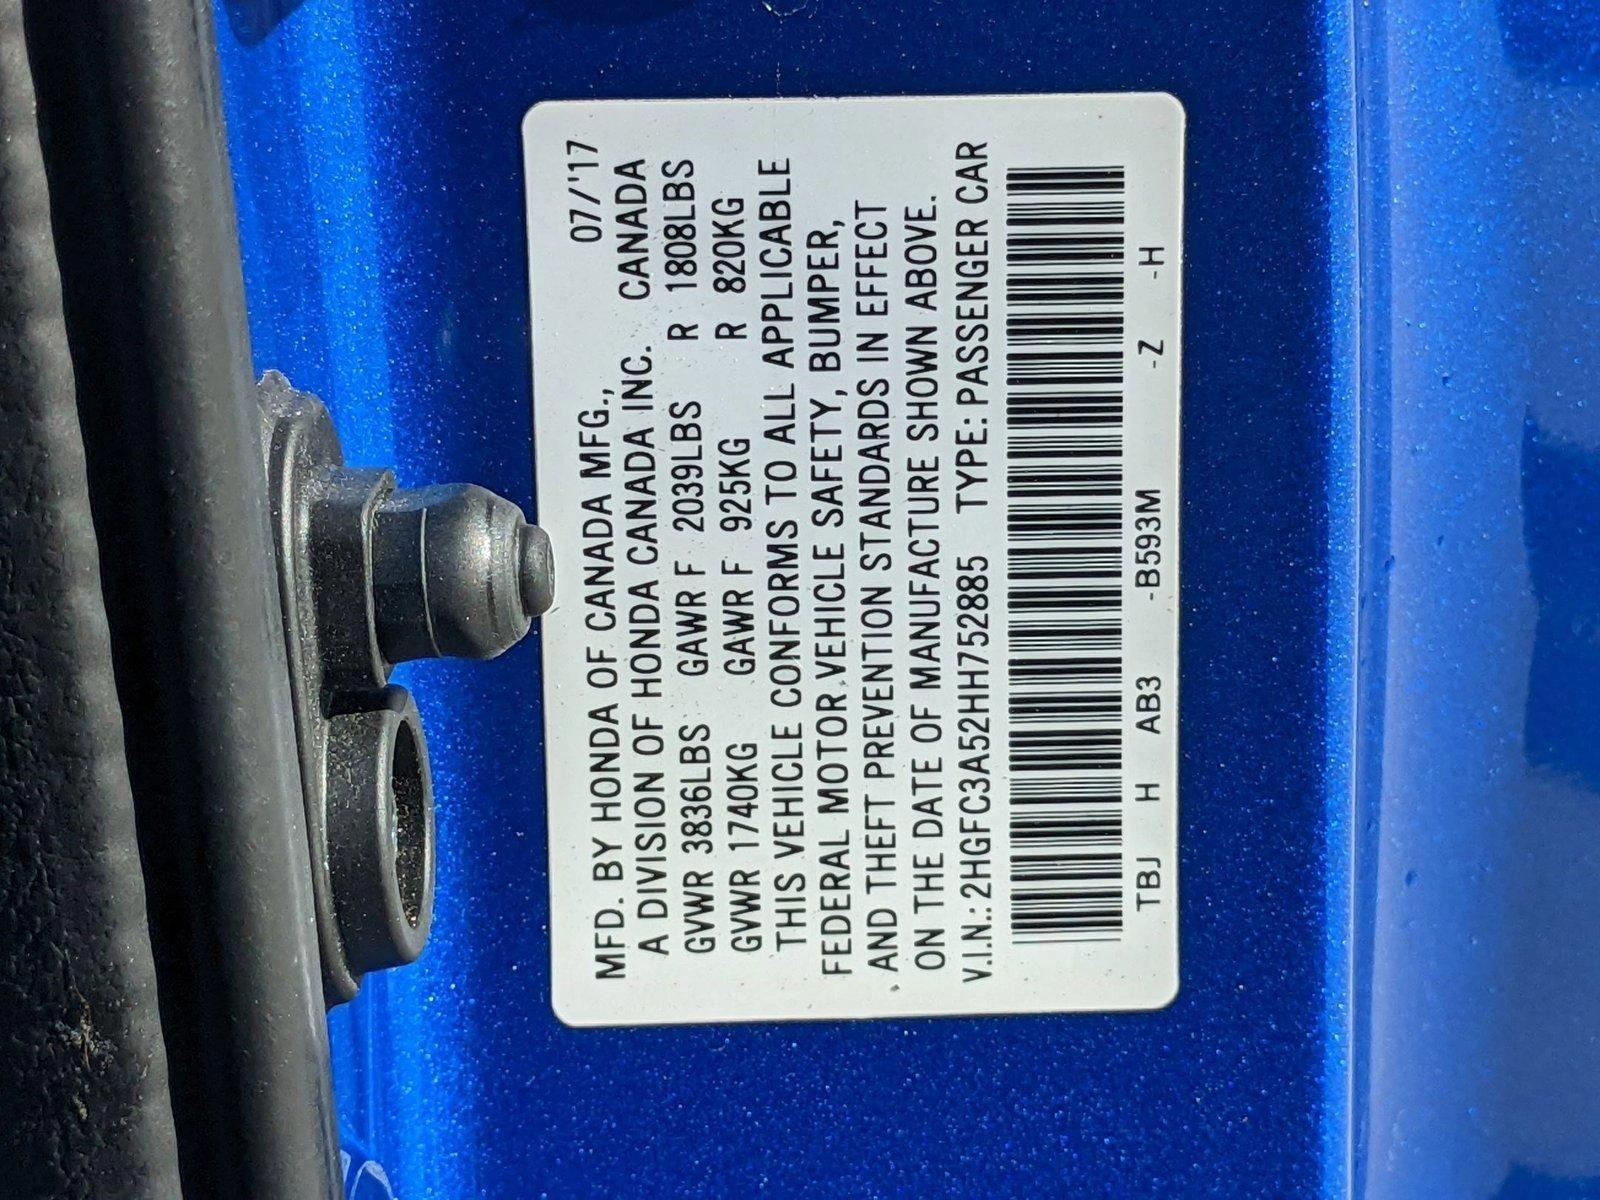 07/'17
MFD. BY HONDA OF CANADA MFG.,
A DIVISION OF HONDA CANADA INC. CANADA
GVWR 3836LBS GAWR F 2039LBS R 1808LBS
GVWR 1740KG GAWR F 925KG R 820KG
THIS VEHICLE CONFORMS TO ALL APPLICABLE
FEDERAL MOTOR VEHICLE SAFETY, BUMPER,
AND THEFT PREVENTION STANDARDS IN EFFECT
ON THE DATE OF MANUFACTURE SHOWN ABOVE.
V.I.N.: 2HGFC3A52HH752885 TYPE: PASSENGER CAR
TBJ H AB3 -B593M -Z -H